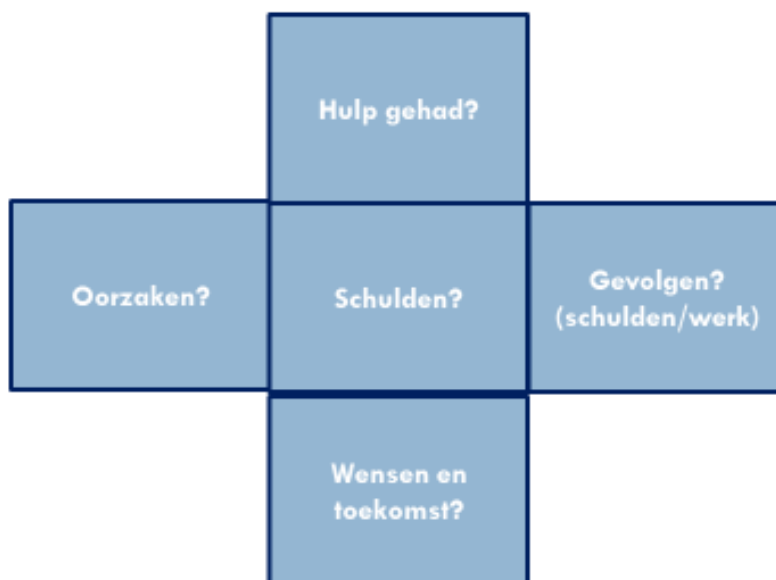 Hulp gehad?
Oorzaken?
Schulden?
Gevolgen?
(schulden/werk)
Wensen en
toekomst?